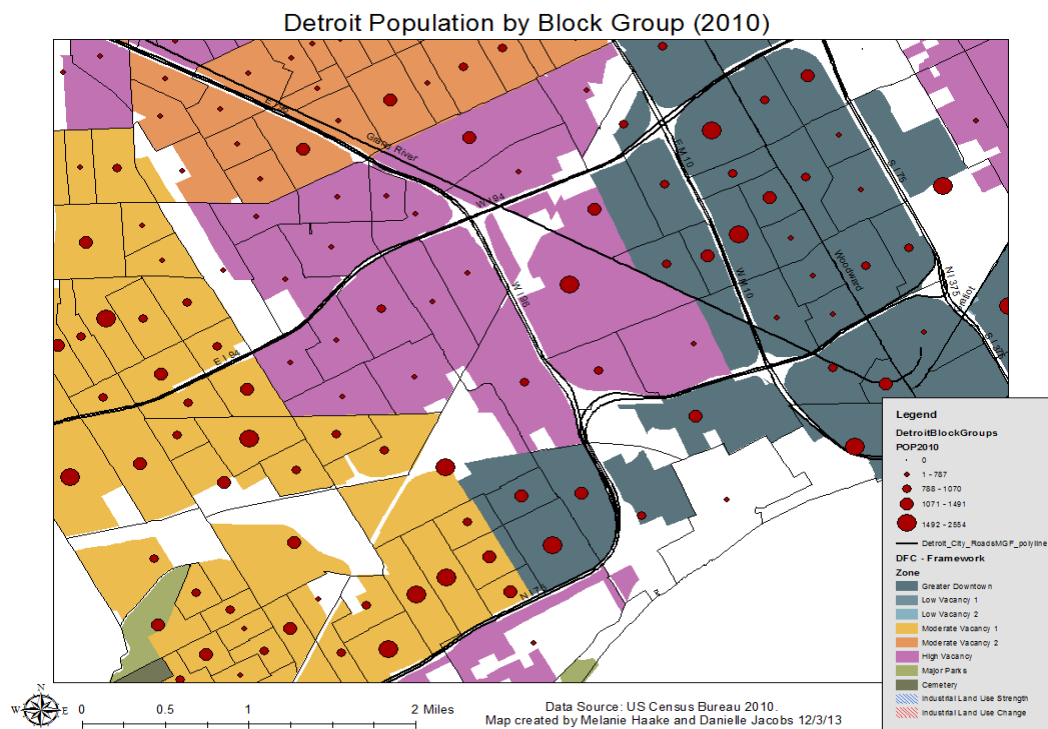 Detroit Population by Block Group (2010)
E I 96
Grand River
W I 94
E M 10
S I 75
W I 96
W M 10
Woodward
N I 375
S I 375
E I 94
N I 75
Legend
DetroitBlockGroups
POP2010
0
1 - 787
788 - 1070
1071 - 1491
1492 - 2554
Detroit_City_RoadsMGF_polyline
DFC - Framework
Zone
Greater Downtown
Low Vacancy 1
Low Vacancy 2
Moderate Vacancy 1
Moderate Vacancy 2
High Vacancy
Major Parks
Cemetery
Industrial Land Use Strength
Industrial Land Use Change
N
W E
S
0 0.5 1 2 Miles
Data Source: US Census Bureau 2010.
Map created by Melanie Haake and Danielle Jacobs 12/3/13